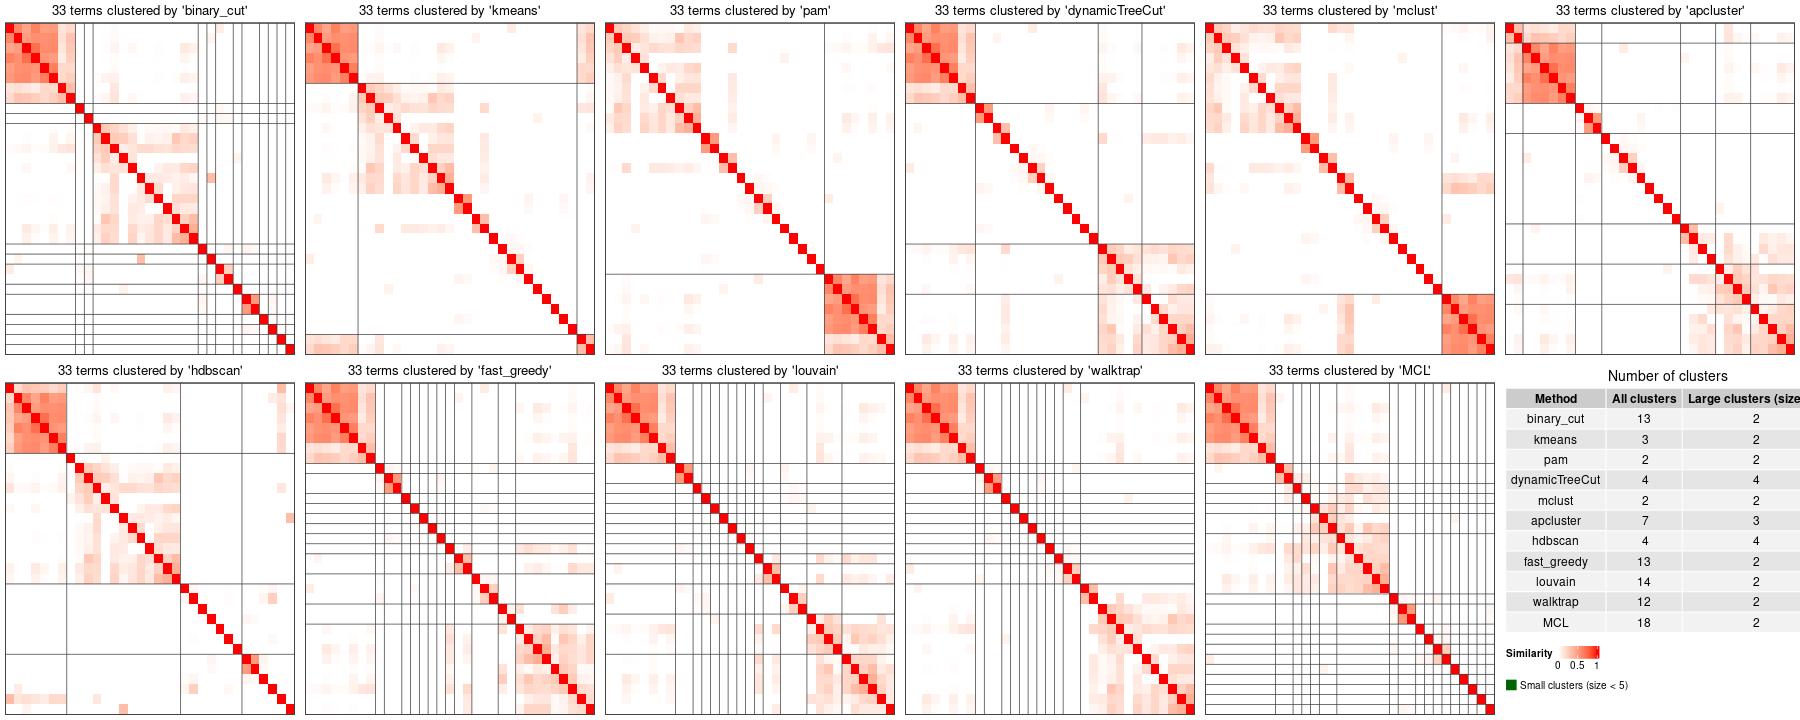 33 terms clustered by 'binary_cut'
33 terms clustered by 'kmeans'
33 terms clustered by 'pam'
33 terms clustered by 'dynamicTreeCut'
33 terms clustered by 'mclust'
33 terms clustered by 'apcluster'
33 terms clustered by 'hdbscan'
33 terms clustered by 'fast_greedy'
33 terms clustered by 'louvain'
33 terms clustered by 'walktrap'
33 terms clustered by 'MCL'
Number of clusters
Method All clusters Large clusters (size
binary_cut 13 2
kmeans 3 2
pam 2 2
dynamicTreeCut 4 4
mclust 2 2
apcluster 7 3
hdbscan 4 4
fast_greedy 13 2
louvain 14 2
walktrap 12 2
MCL 18 2
Similarity
0 0.5 1
Small clusters (size < 5)